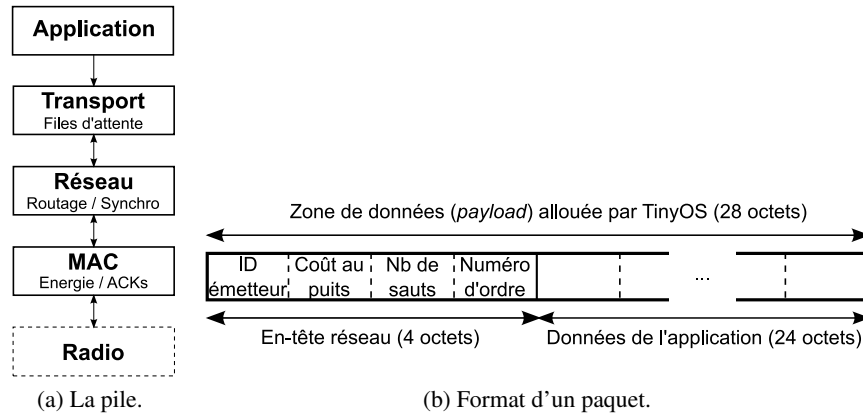 Application
Transport
Files d'attente
Réseau
Routage / Synchro
MAC
Energie / ACKs
Radio
(a) La pile.
Zone de données (payload) allouée par TinyOS (28 octets)
ID Coût au Nb de Numéro
émetteur puits sauts d'ordre ...
En-tête réseau (4 octets) Données de l'application (24 octets)
(b) Format d'un paquet.